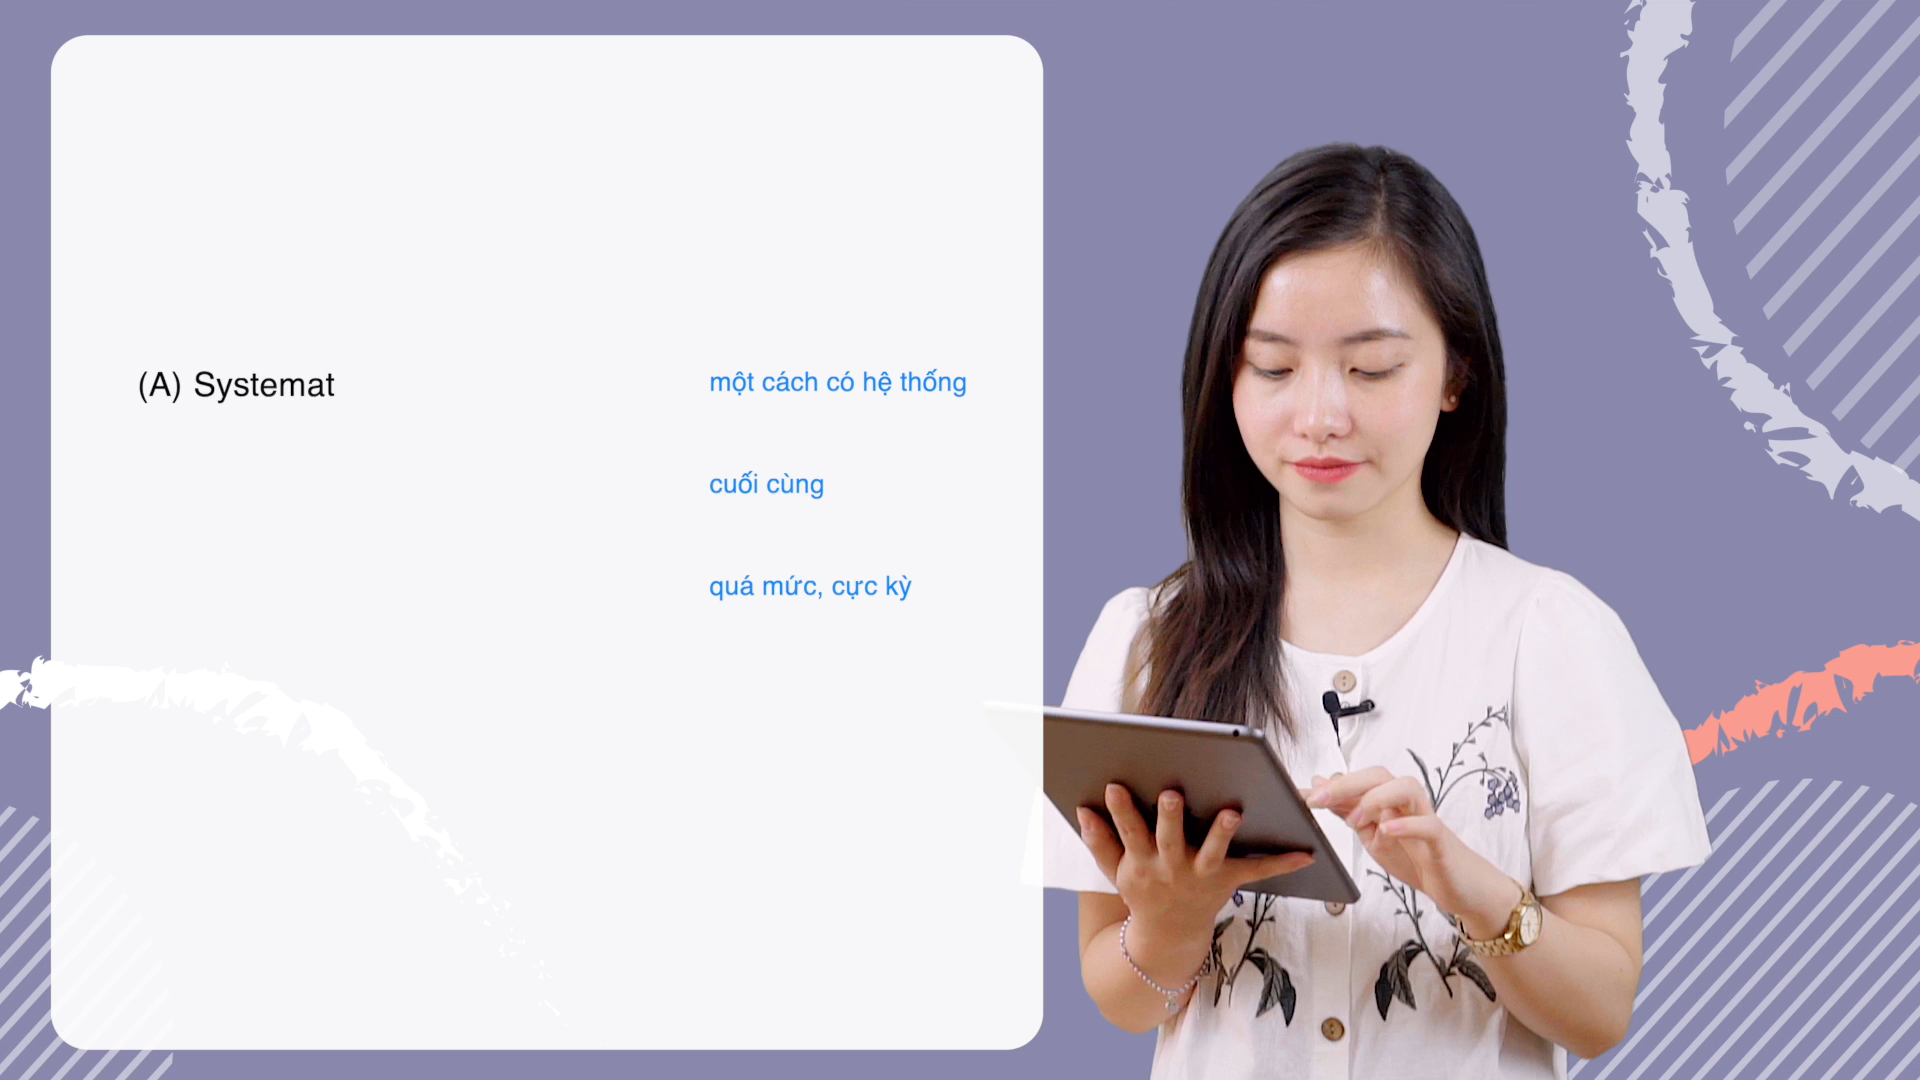 (A) Systemat
một cách có hệ thống
cuối cùng
quá mức, cực kỳ